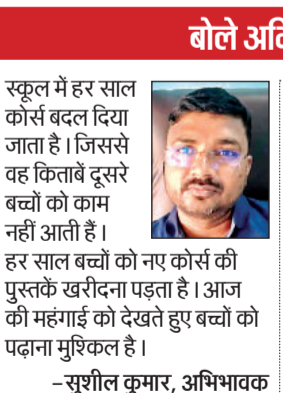 बोले अभि
स्कूल में हर साल
कोर्स बदल दिया
जाता है। जिससे
वह किताबें दूसरे
बच्चों को काम
नहीं आती हैं।
हर साल बच्चों को नए कोर्स की
पुस्तकें खरीदना पड़ता है। आज
की महंगाई को देखते हुए बच्चों को
पढ़ाना मुश्किल है।
–सुशील कुमार, अभिभावक